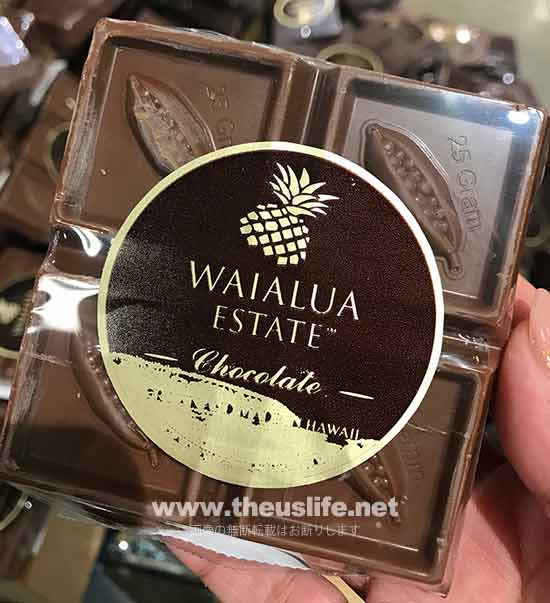 25 Gram
25 Gram
WAIALUA
ESTATE™
Chocolate
HAWAII
www.theuslife.net
画像の無断転載はお断りします